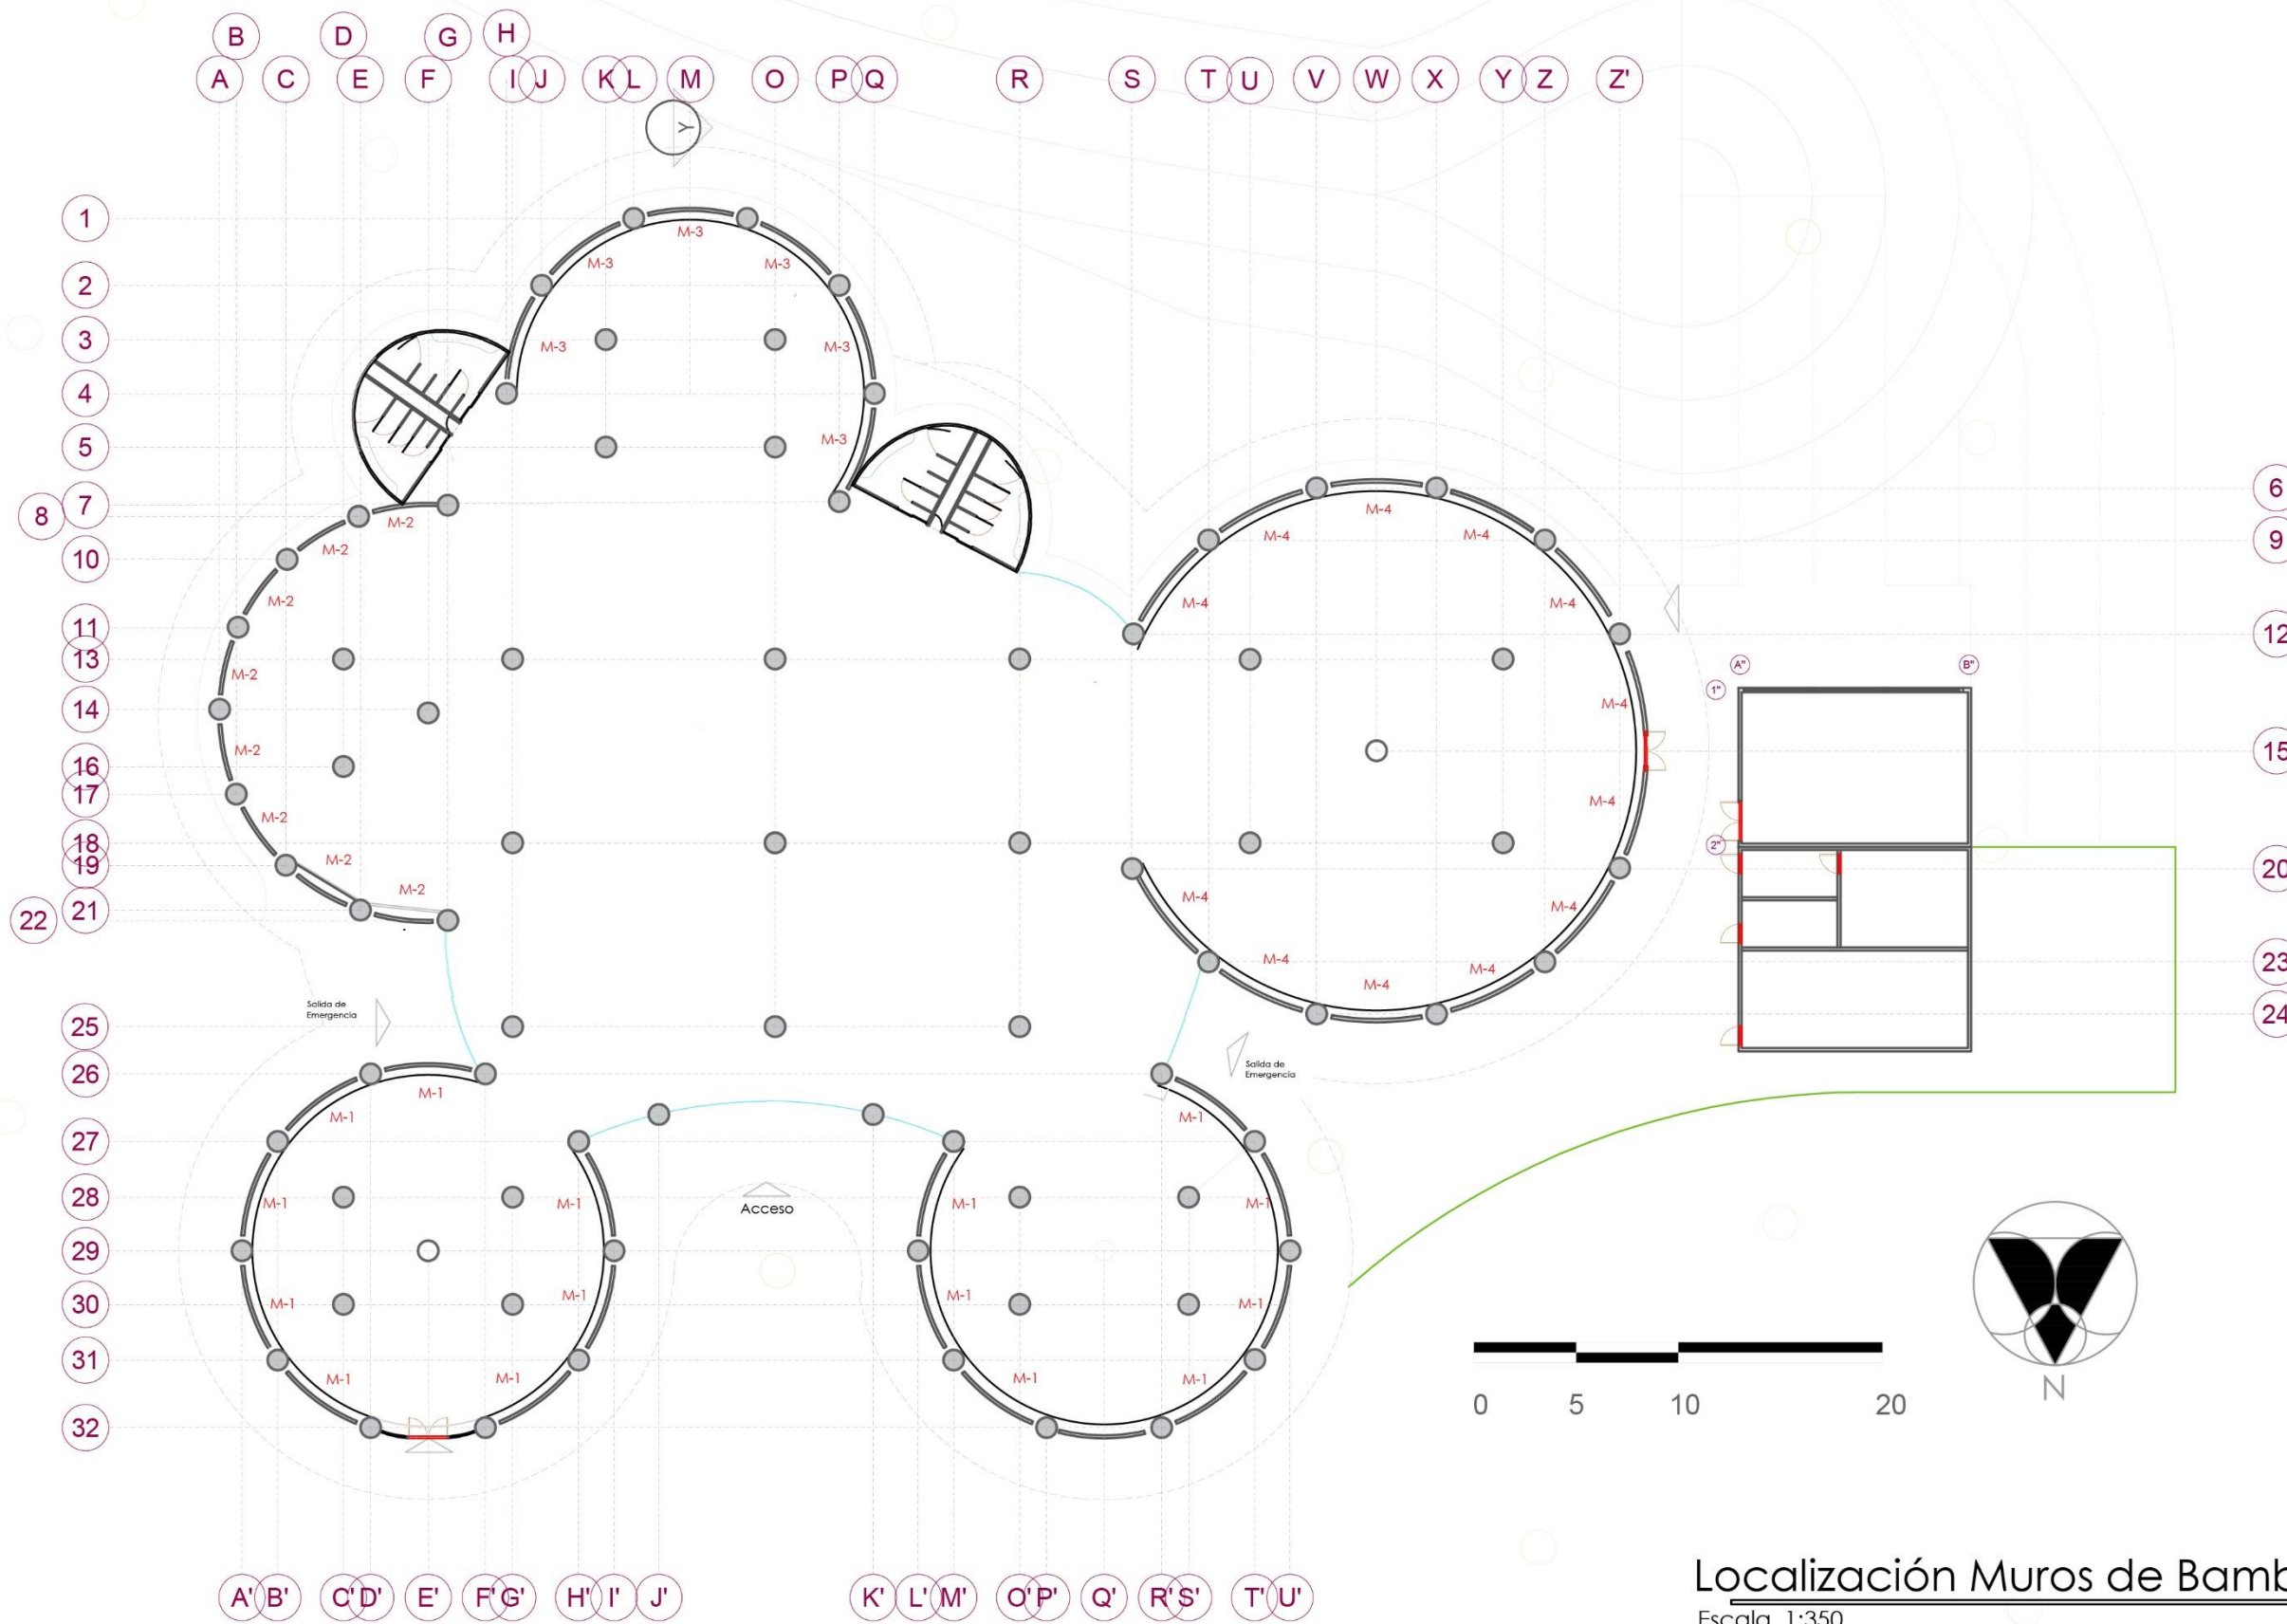 B D G H
A C E F I J K L M O P Q R S T U V W X Y Z Z'
Y
1
M-3
2
M-3 M-3
3
M-3 M-3
4
M-3
5
6
7
8
M-2
M-4
9
M-4 M-4
10
M-2
M-2
M-4 M-4
11
12
13
M-2
A" B"
1"
14
M-4
M-2
15
16
17
M-4
M-2
18
2"
19
M-2
20
M-2
M-4 M-4
21
22
M-4 M-4
23
M-4
Salida de
Emergencia
24
25
Salida de
Emergencia
26
M-1
M-1 M-1
27
28
M-1 M-1 M-1 M-1
Acceso
29
M-1 M-1 M-1 M-1
30
31
M-1 M-1 M-1 M-1
32
N
0 5 10 20
A' B' C' D' E' F' G' H' I' J' K' L' M' O' P' Q' R' S' T' U'
Localización Muros de Bamb
Escala 1:350